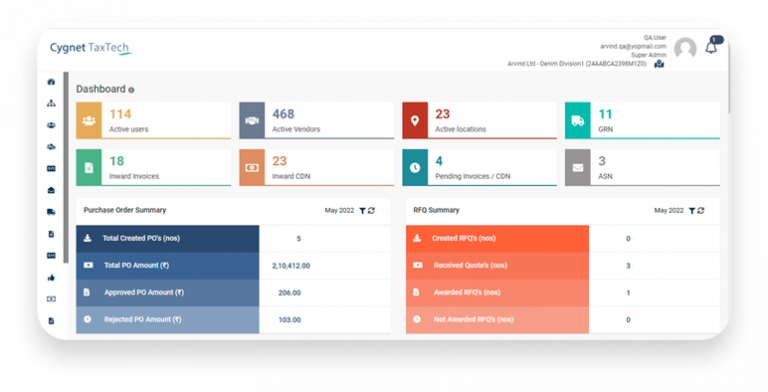 Cygnet TaxTech
QA.User
arvind.qa@yopmail.com
Super Admin
Arvind Ltd - Denim Division1 (24AABCA2398M1Z0)
1
Dashboard
114
Active users
468
Active Vendors
23
Active locations
11
GRN
18
Inward Invoices
23
Inward CDN
4
Pending Invoices / CDN
3
ASN
Purchase Order Summary
May 2022
Total Created PO's (nos)
5
Total PO Amount (₹)
2,10,412.00
Approved PO Amount (₹)
206.00
Rejected PO Amount (₹)
103.00
RFQ Summary
May 2022
Created RFQ's (nos)
0
Received Quote's (nos)
3
Awarded RFQ's (nos)
1
Not Awarded RFQ's (nos)
0